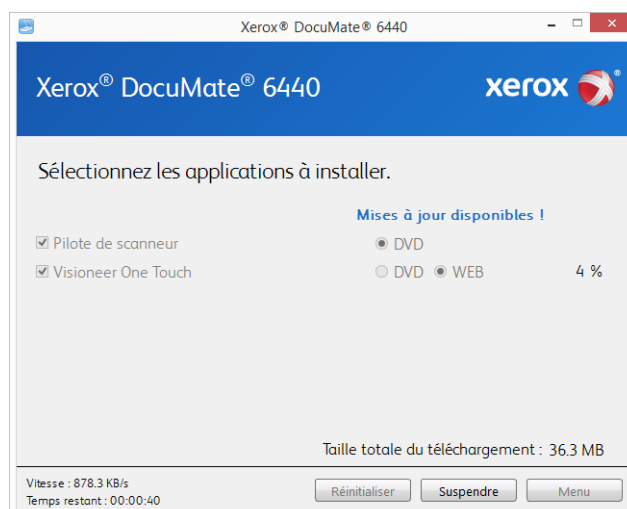 Xerox® DocuMate® 6440
Xerox® DocuMate® 6440
xerox®
Sélectionnez les applications à installer.
Mises à jour disponibles !
Pilote de scanneur DVD
Visioneer One Touch DVD WEB 4 %
Taille totale du téléchargement : 36.3 MB
Vitesse : 878.3 KB/s
Temps restant : 00:00:40
Réinitialiser Suspendre Menu